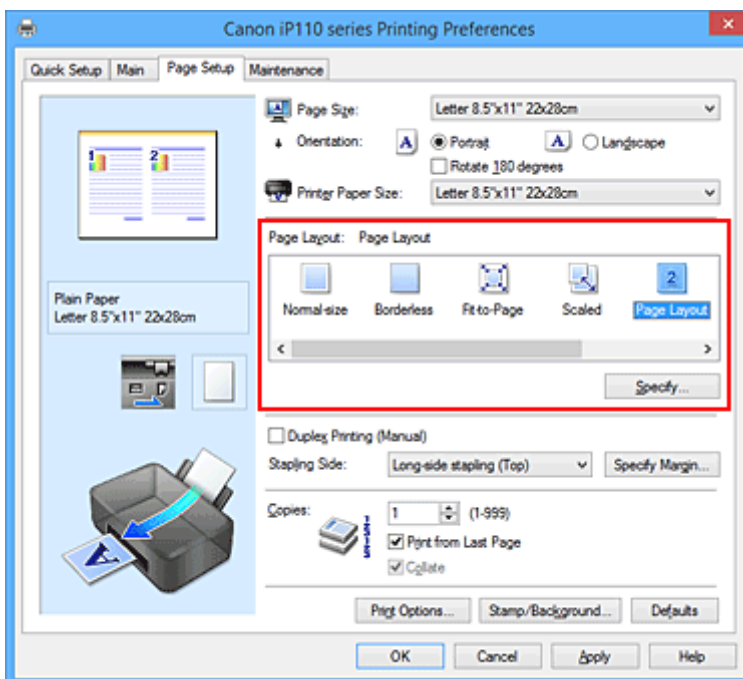 Canon iP110 series Printing Preferences
Quick Setup Main Page Setup Maintenance
1 2
Plain Paper
Letter 8.5"x11" 22x28cm
Page Size: Letter 8.5"x11" 22x28cm
Orientation: A Portrait A Landscape
Rotate 180 degrees
Printer Paper Size: Letter 8.5"x11" 22x28cm
Page Layout: Page Layout
2
Normal-size Borderless Fit-to-Page Scaled Page Layout
Specify...
Duplex Printing (Manual)
Stapling Side: Long-side stapling (Top) Specify Margin...
Copies: 1 (1-999)
Print from Last Page
Collate
A
Print Options... Stamp/Background... Defaults
OK Cancel Apply Help